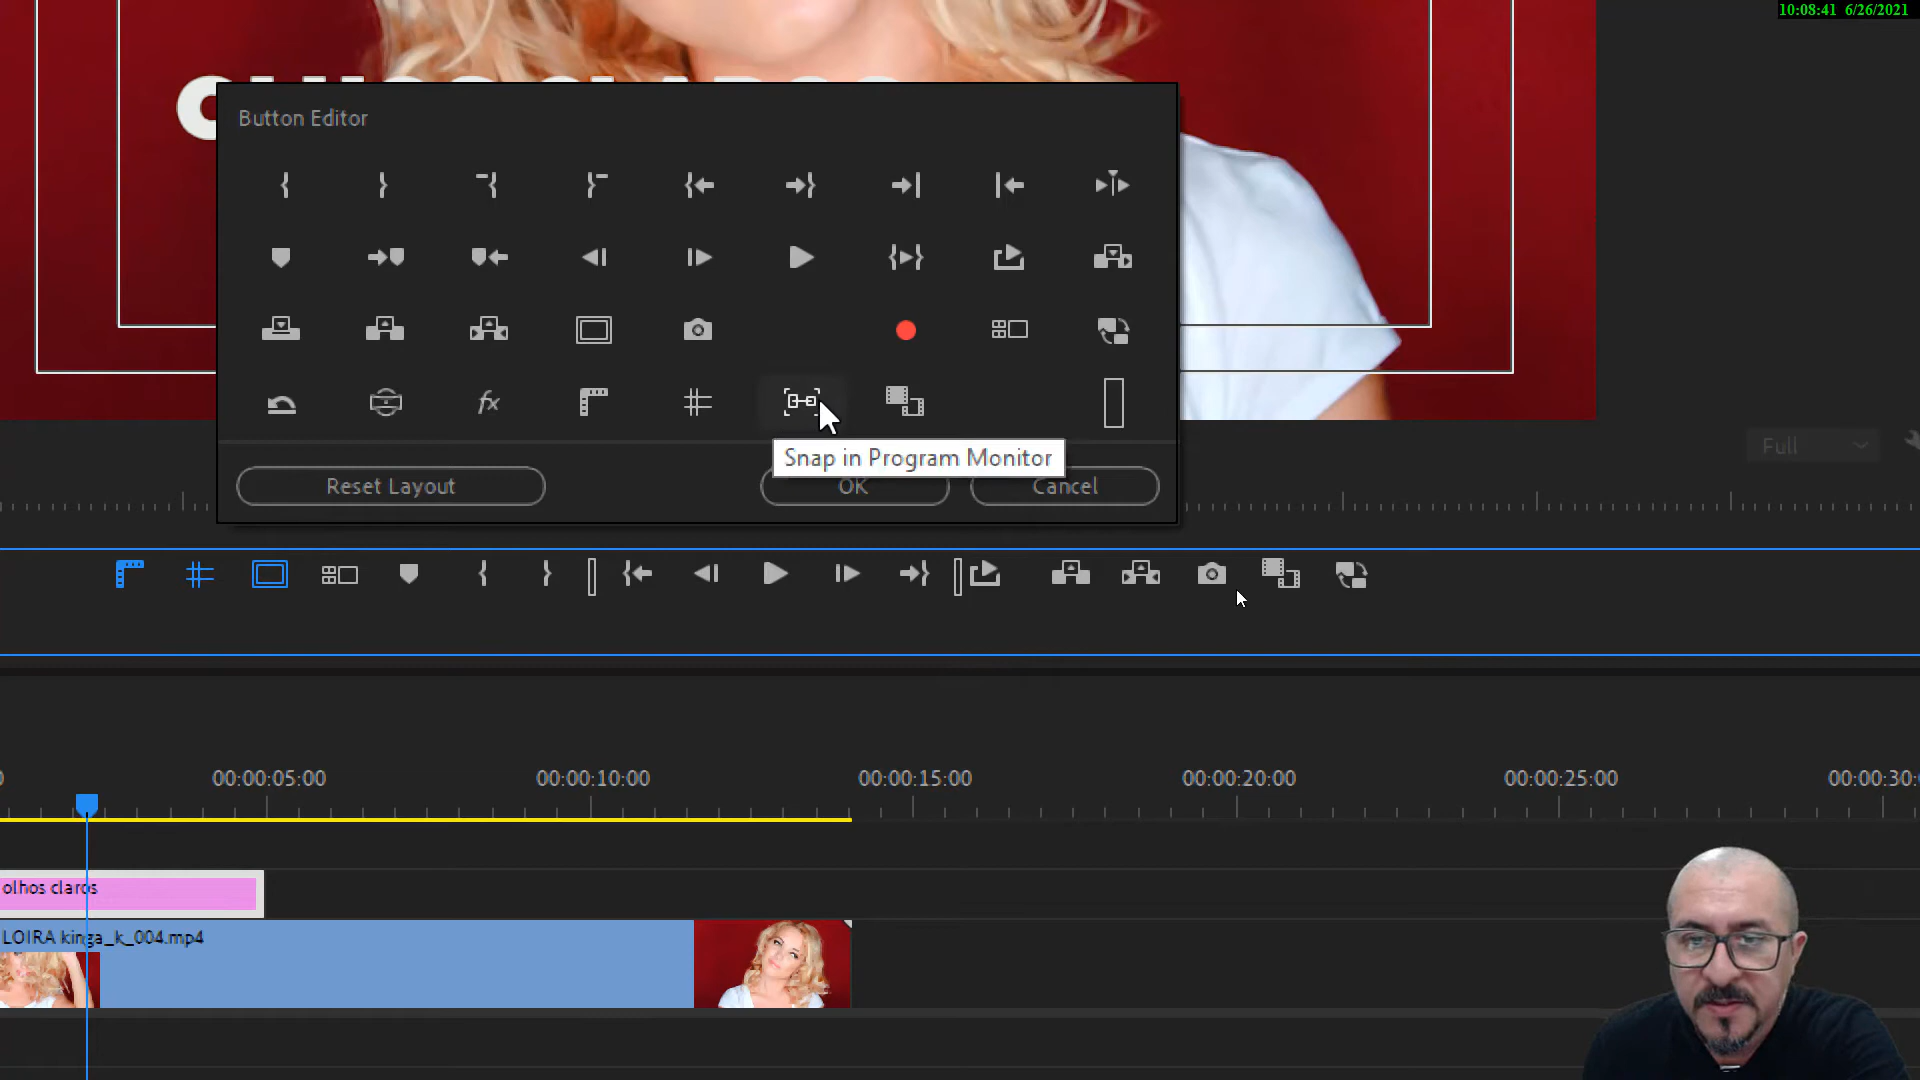 10:08:41 6/26/2021
Button Editor
fx
Snap in Program Monitor
Reset Layout
OK
Cancel
Full
00:00:05:00
00:00:10:00
00:00:15:00
00:00:20:00
00:00:25:00
00:00:30:
olhos claros
LOIRA kinga_k_004.mp4